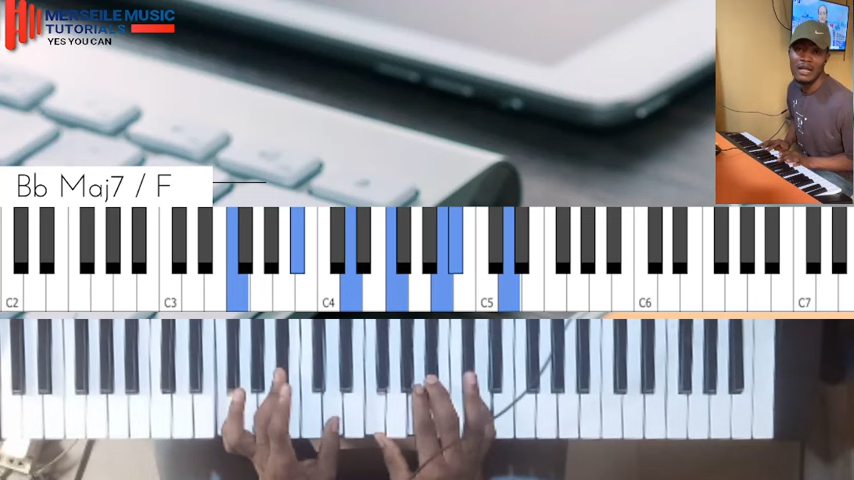 MERSEILE MUSIC
TUTORIALS
YES YOU CAN
Bb Maj7 / F
C2
C3
C4
C5
C6
C7